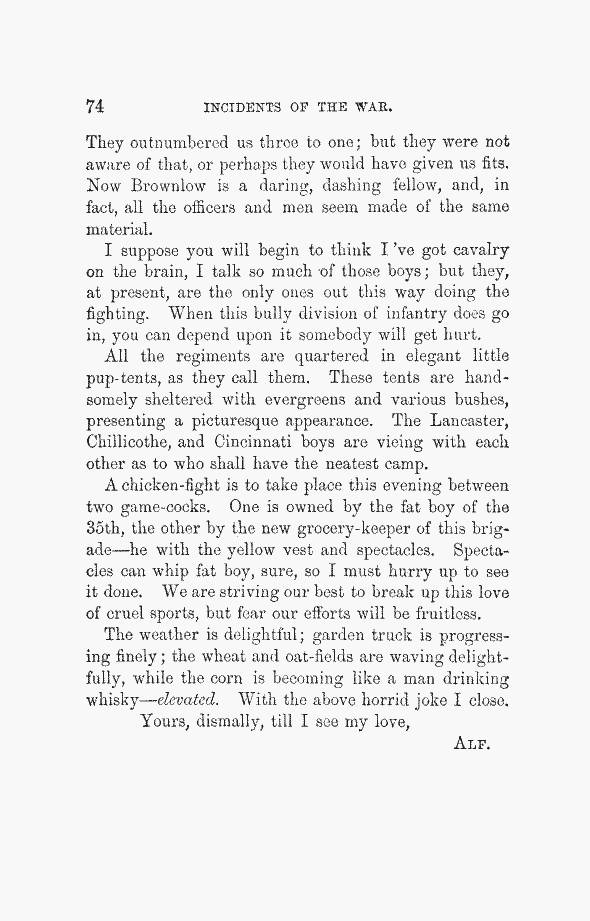 74 INCIDENTS OF THE WAR.
They outnumbered us three to one; but they were not
aware of that, or perhaps they would have given us fits.
Now Brownlow is a daring, dashing fellow, and, in
fact, all the officers and men seem made of the same
material.
I suppose you will begin to think I 've got cavalry
on the brain, I talk so much of those boys; but they,
at present, are the only ones out this way doing the
fighting. When this bully division of infantry does go
in, you can depend upon it somebody will get hurt.
All the regiments are quartered in elegant little
pup-tents, as they call them. These tents are hand-
somely sheltered with evergreens and various bushes,
presenting a picturesque appearance. The Lancaster,
Chillicothe, and Cincinnati boys are vieing with each
other as to who shall have the neatest camp.
A chicken-fight is to take place this evening between
two game-cocks. One is owned by the fat boy of the
35th, the other by the new grocery-keeper of this brig-
ade—he with the yellow vest and spectacles. Specta-
cles can whip fat boy, sure, so I must hurry up to see
it done. We are striving our best to break up this love
of cruel sports, but fear our efforts will be fruitless.
The weather is delightful; garden truck is progress-
ing finely; the wheat and oat-fields are waving delight-
fully, while the corn is becoming like a man drinking
whisky—elevated. With the above horrid joke I close.
Yours, dismally, till I see my love,
ALF.